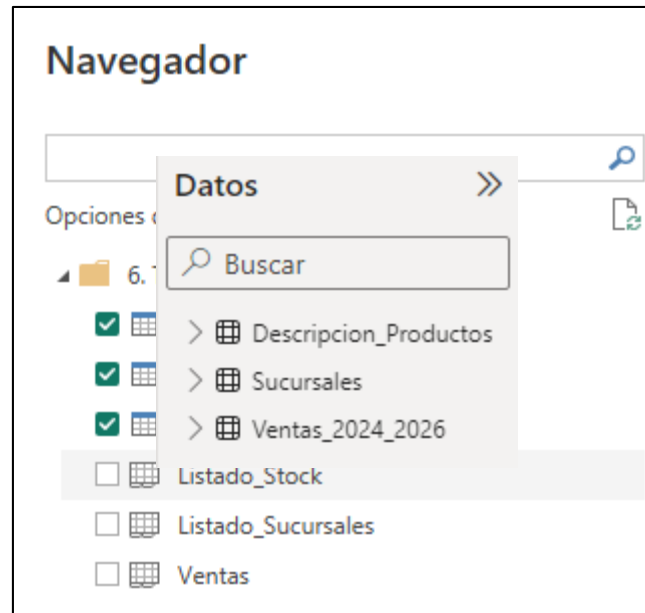 Navegador
Datos
Opciones
Buscar
6.
Descripcion_Productos
Sucursales
Ventas_2024_2026
Listado_Stock
Listado_Sucursales
Ventas